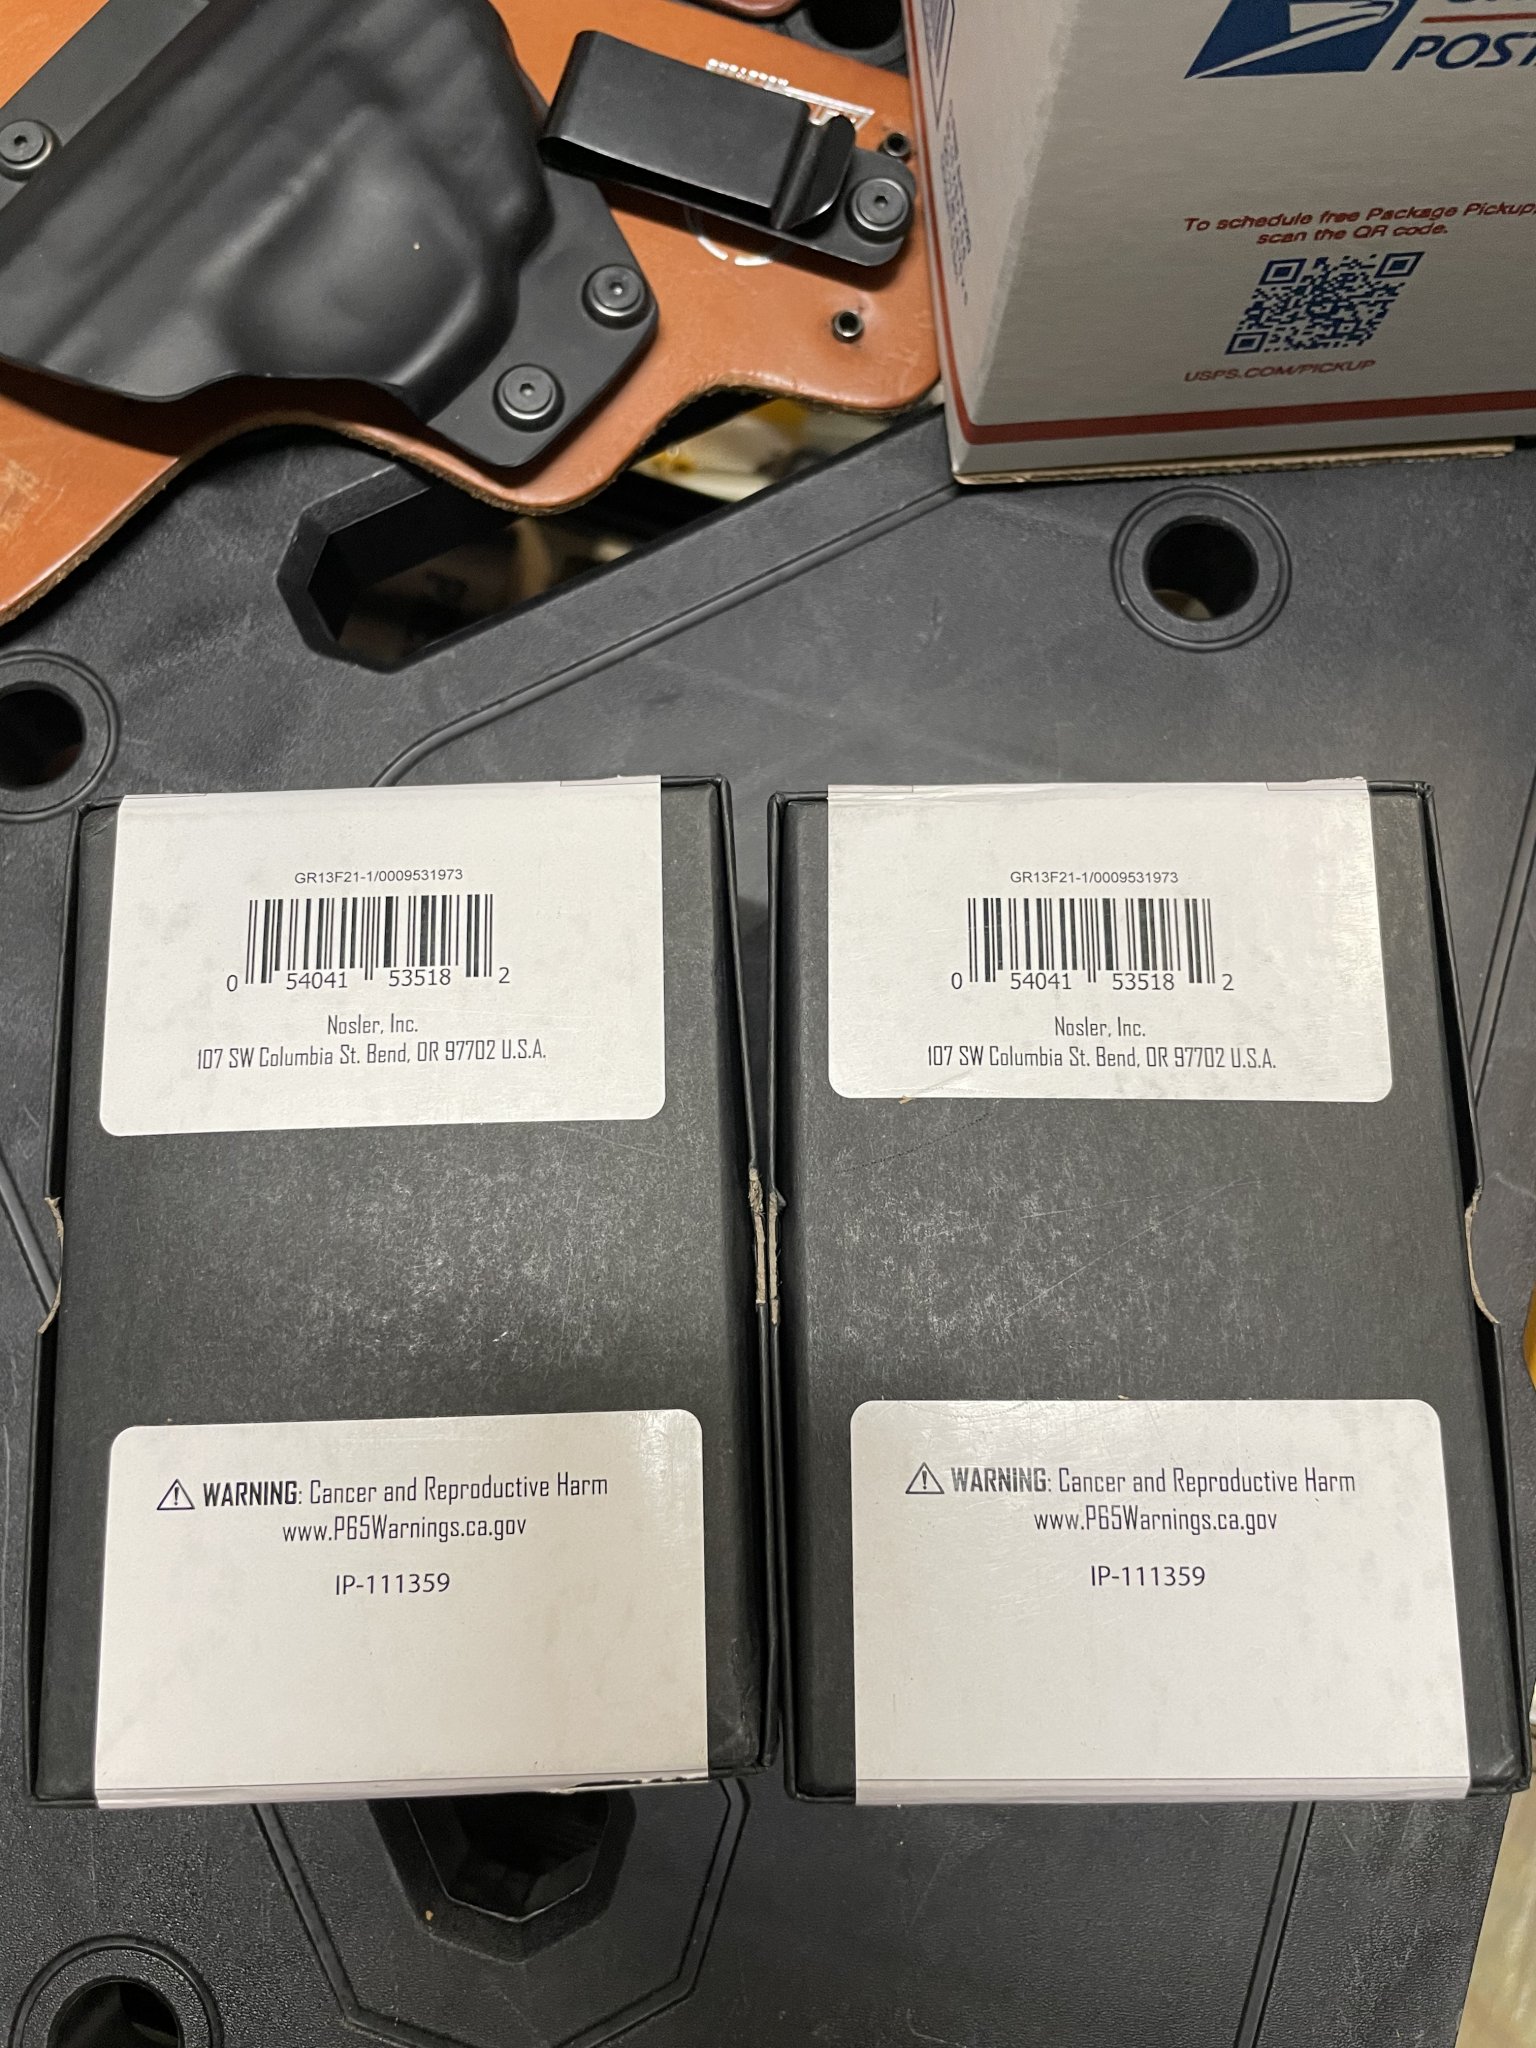 POST
To schedule free Package Pickup,
scan the QR code.
USPS.COM/PICKUP
GR13F21-1/0009531973
0 54041 53518 2
Nosler, Inc.
107 SW Columbia St. Bend, OR 97702 U.S.A.
WARNING: Cancer and Reproductive Harm
www.P65Warnings.ca.gov
IP-111359
GR13F21-1/0009531973
0 54041 53518 2
Nosler, Inc.
107 SW Columbia St. Bend, OR 97702 U.S.A.
WARNING: Cancer and Reproductive Harm
www.P65Warnings.ca.gov
IP-111359